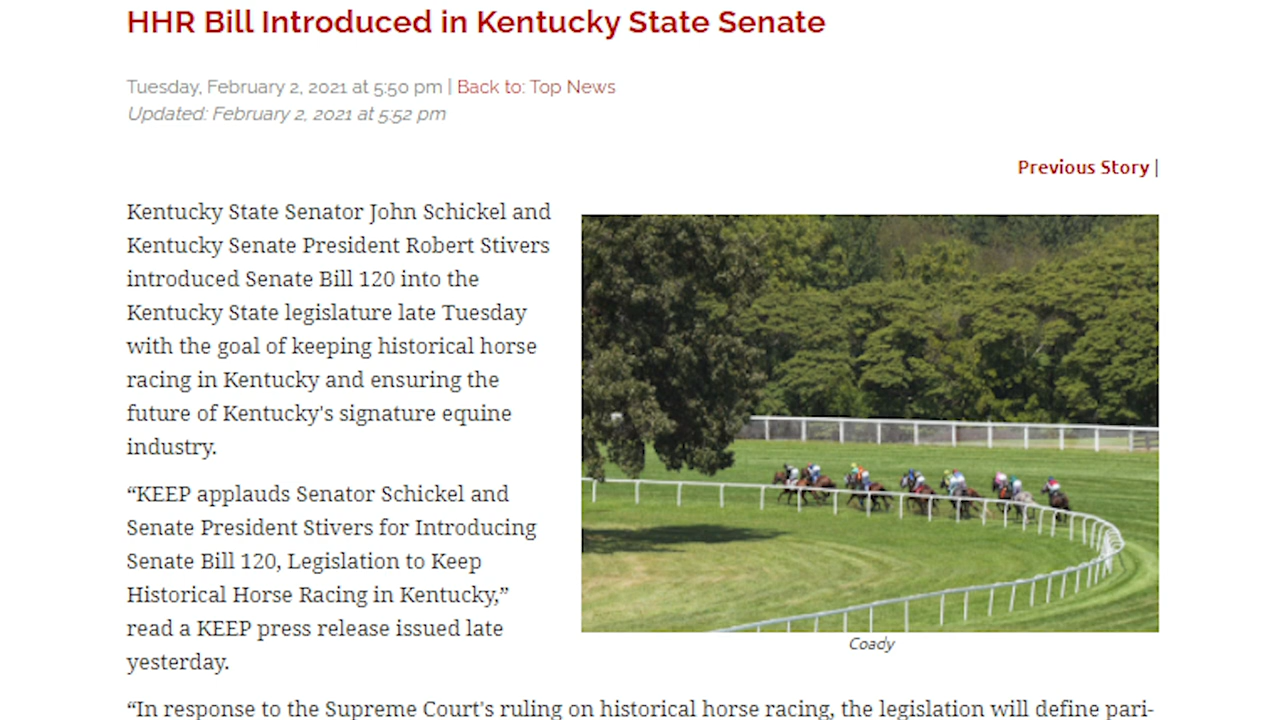 HHR Bill Introduced in Kentucky State Senate
Tuesday, February 2, 2021 at 5:50 pm | Back to: Top News
Updated: February 2, 2021 at 5:52 pm
Previous Story |
Kentucky State Senator John Schickel and
Kentucky Senate President Robert Stivers
introduced Senate Bill 120 into the
Kentucky State legislature late Tuesday
with the goal of keeping historical horse
racing in Kentucky and ensuring the
future of Kentucky's signature equine
industry.
“KEEP applauds Senator Schickel and
Senate President Stivers for Introducing
Senate Bill 120, Legislation to Keep
Historical Horse Racing in Kentucky,”
read a KEEP press release issued late
yesterday.
Coady
“In response to the Supreme Court's ruling on historical horse racing, the legislation will define pari-